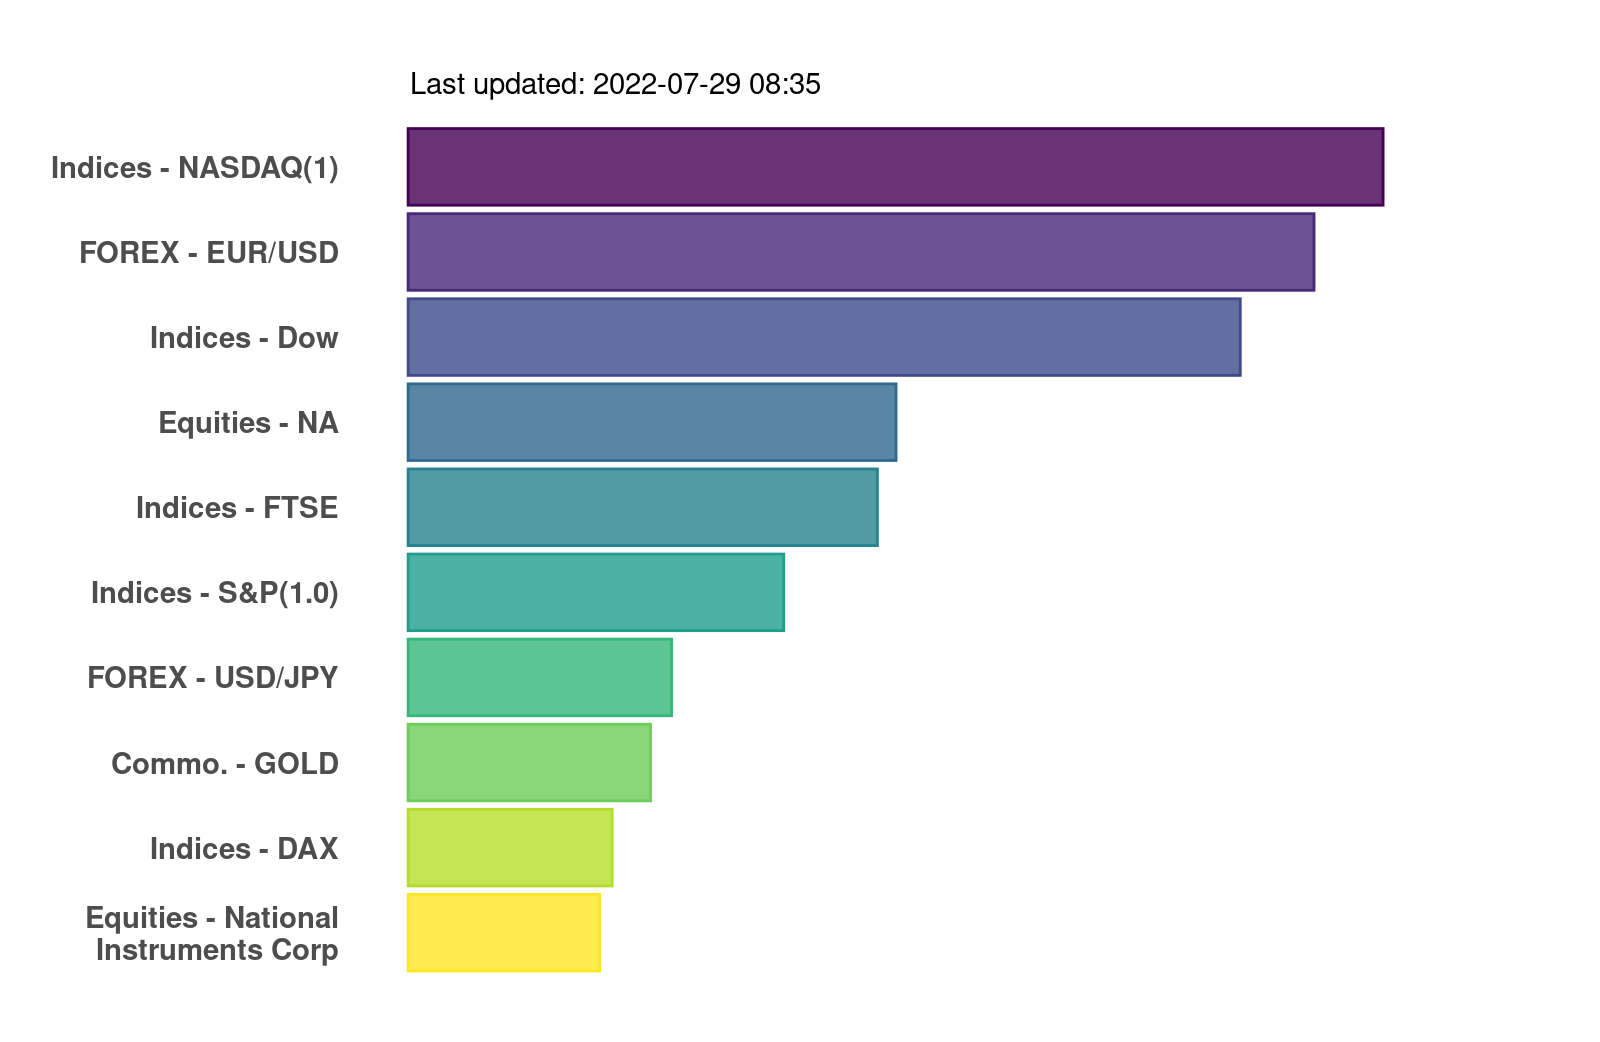 Last updated: 2022-07-29 08:35
Indices - NASDAQ(1)
FOREX - EUR/USD
Indices - Dow
Equities - NA
Indices - FTSE
Indices - S&P(1.0)
FOREX - USD/JPY
Commo. - GOLD
Indices - DAX
Equities - National
Instruments Corp